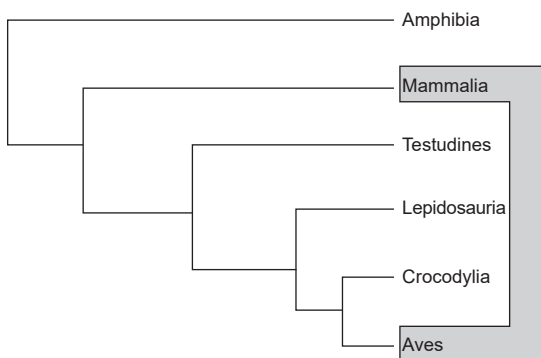 Amphibia
Mammalia
Testudines
Lepidosauria
Crocodylia
Aves